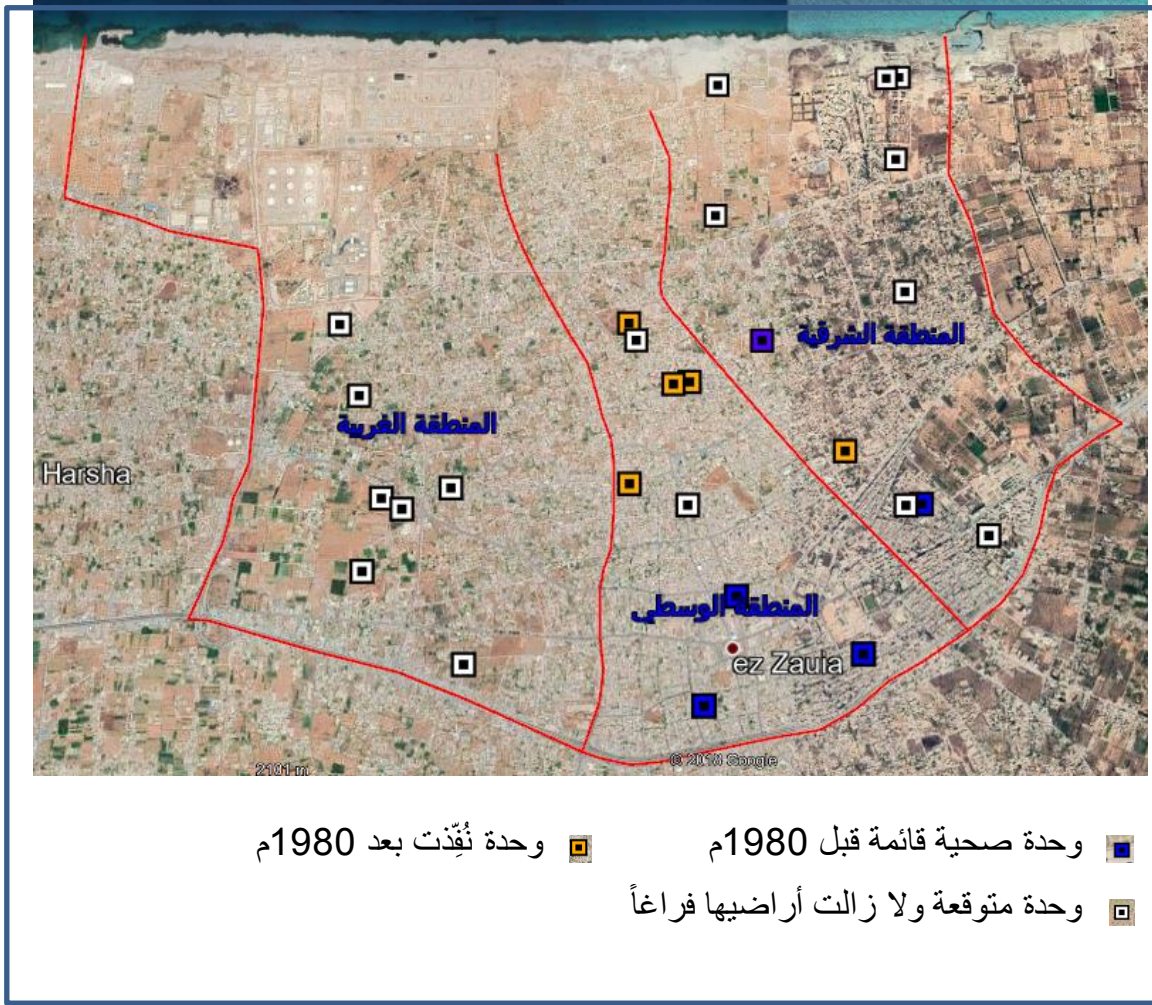 المنطقة الشرقية
المنطقة الغربية
Harsha
المنطقة الوسطى
ez Zauia
2101 m
© 2018 Google
وحدة صحية قائمة قبل 1980م
وحدة نُفِّذت بعد 1980م
وحدة متوقعة ولا زالت أراضيها فراغاً